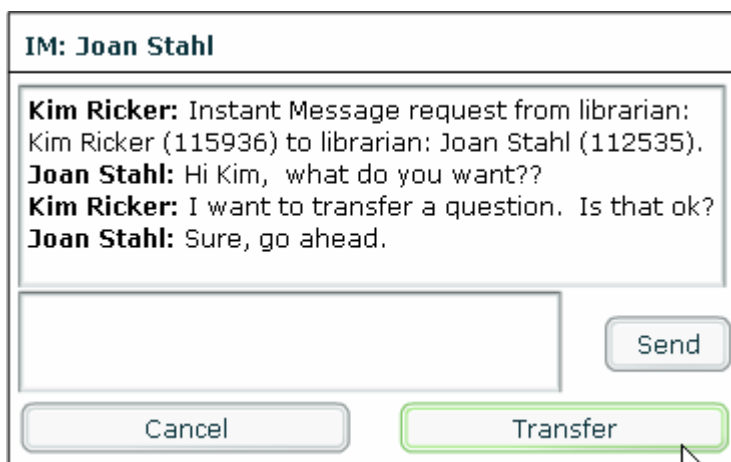 IM: Joan Stahl
Kim Ricker: Instant Message request from librarian:
Kim Ricker (115936) to librarian: Joan Stahl (112535).
Joan Stahl: Hi Kim,  what do you want??
Kim Ricker: I want to transfer a question.  Is that ok?
Joan Stahl: Sure, go ahead.
Send
Cancel
Transfer